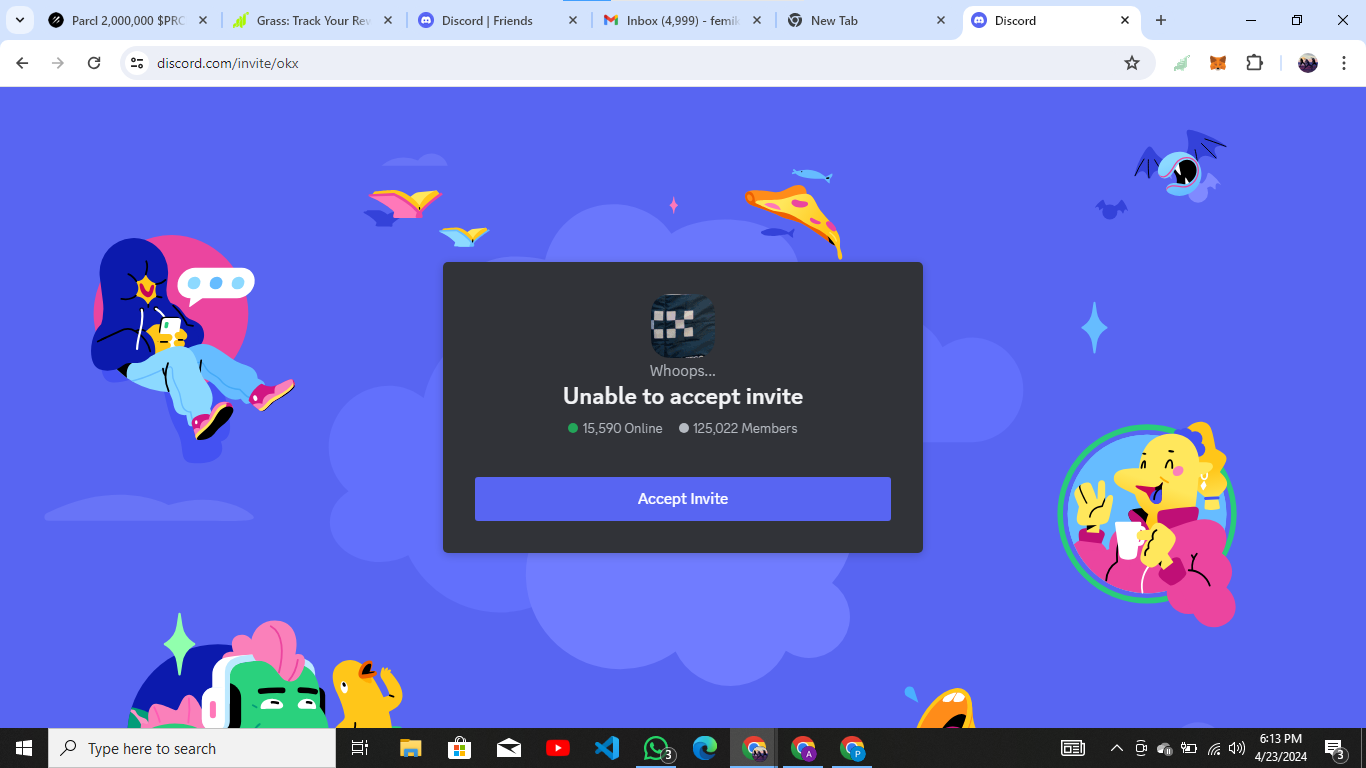 Parcl 2,000,000 $PRC
Grass: Track Your Rev
Discord | Friends
Inbox (4,999) - femik
New Tab
Discord
discord.com/invite/okx
Whoops...
Unable to accept invite
15,590 Online
125,022 Members
Accept Invite
Type here to search
3
A
P
6:13 PM
4/23/2024
3